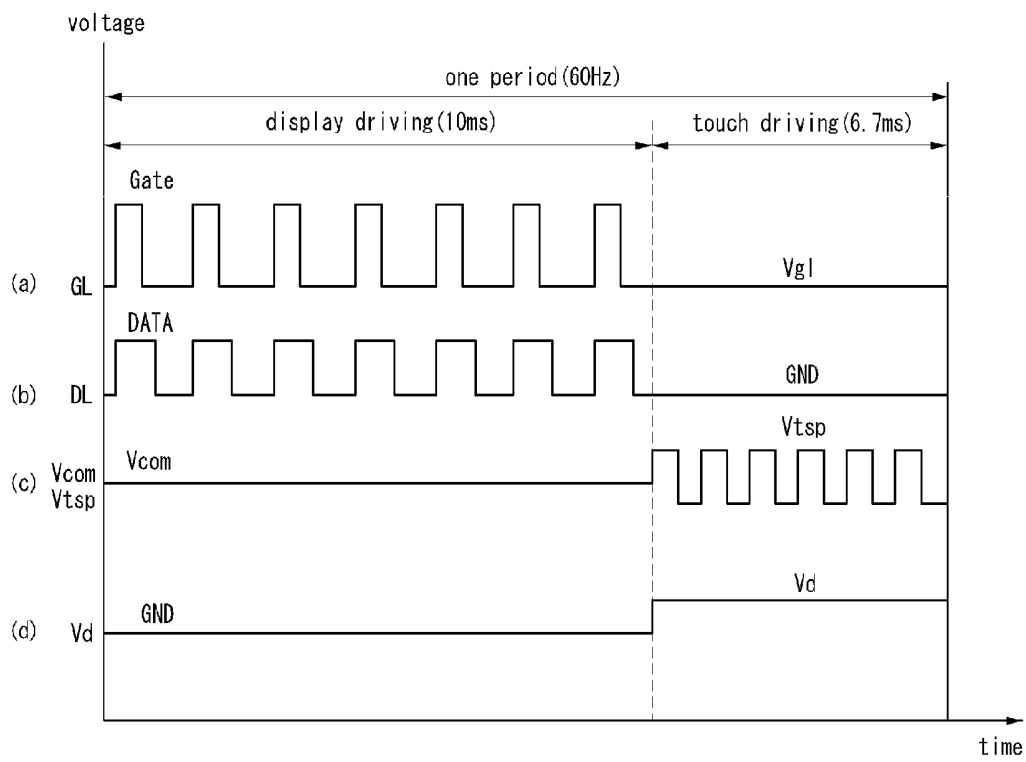 voltage
one period(60Hz)
display driving(10ms)
touch driving(6.7ms)
Gate
(a) GL
Vgl
DATA
(b) DL
GND
Vtsp
Vcom
(c) Vcom
Vtsp
Vd
GND
(d) Vd
time